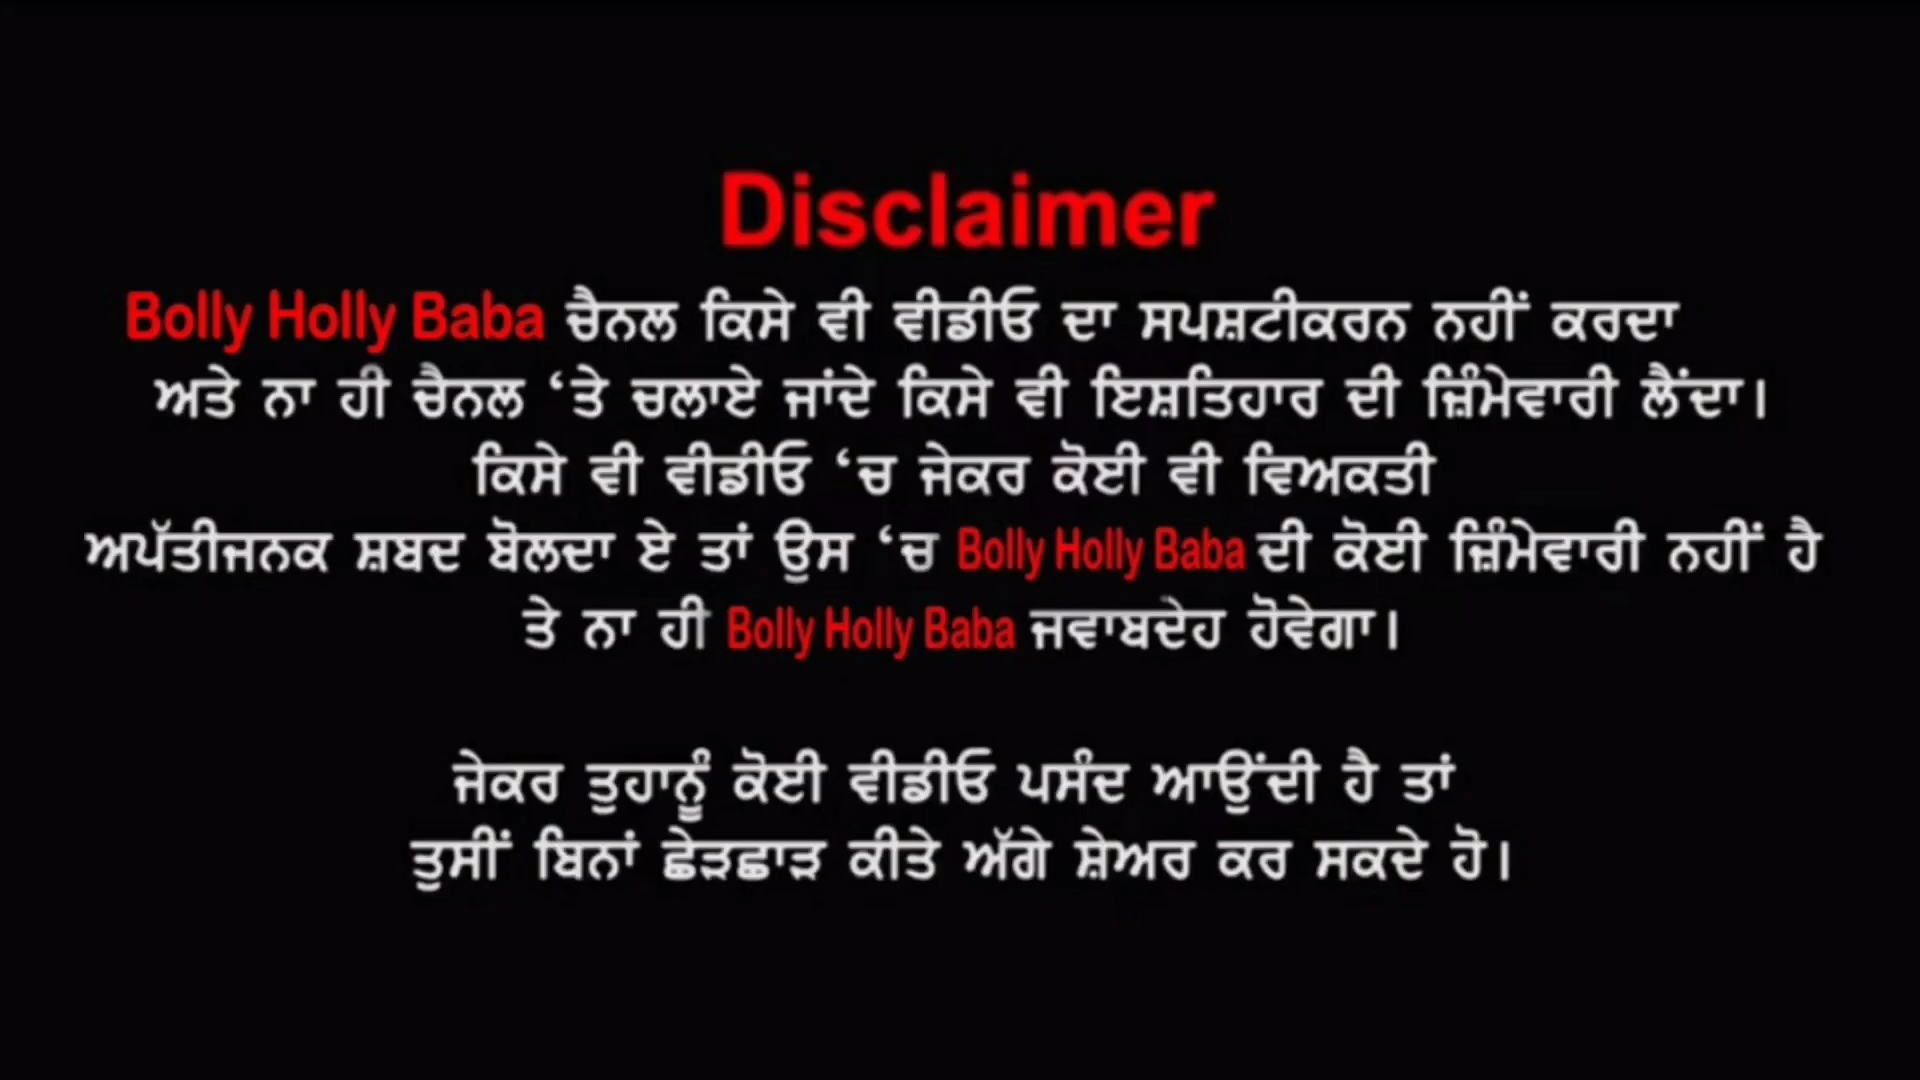 Disclaimer
Bolly Holly Baba ਚੈਨਲ ਕਿਸੇ ਵੀ ਵੀਡੀਓ ਦਾ ਸਪਸ਼ਟੀਕਰਨ ਨਹੀਂ ਕਰਦਾ
ਅਤੇ ਨਾ ਹੀ ਚੈਨਲ ‘ਤੇ ਚਲਾਏ ਜਾਂਦੇ ਕਿਸੇ ਵੀ ਇਸ਼ਤਿਹਾਰ ਦੀ ਜ਼ਿੰਮੇਵਾਰੀ ਲੈਂਦਾ।
ਕਿਸੇ ਵੀ ਵੀਡੀਓ ‘ਚ ਜੇਕਰ ਕੋਈ ਵੀ ਵਿਅਕਤੀ
ਅਪੱਤੀਜਨਕ ਸ਼ਬਦ ਬੋਲਦਾ ਏ ਤਾਂ ਉਸ ‘ਚ Bolly Holly Baba ਦੀ ਕੋਈ ਜ਼ਿੰਮੇਵਾਰੀ ਨਹੀਂ ਹੈ
ਤੇ ਨਾ ਹੀ Bolly Holly Baba ਜਵਾਬਦੇਹ ਹੋਵੇਗਾ।
ਜੇਕਰ ਤੁਹਾਨੂੰ ਕੋਈ ਵੀਡੀਓ ਪਸੰਦ ਆਉਂਦੀ ਹੈ ਤਾਂ
ਤੁਸੀਂ ਬਿਨਾਂ ਛੇੜਛਾੜ ਕੀਤੇ ਅੱਗੇ ਸ਼ੇਅਰ ਕਰ ਸਕਦੇ ਹੋ।